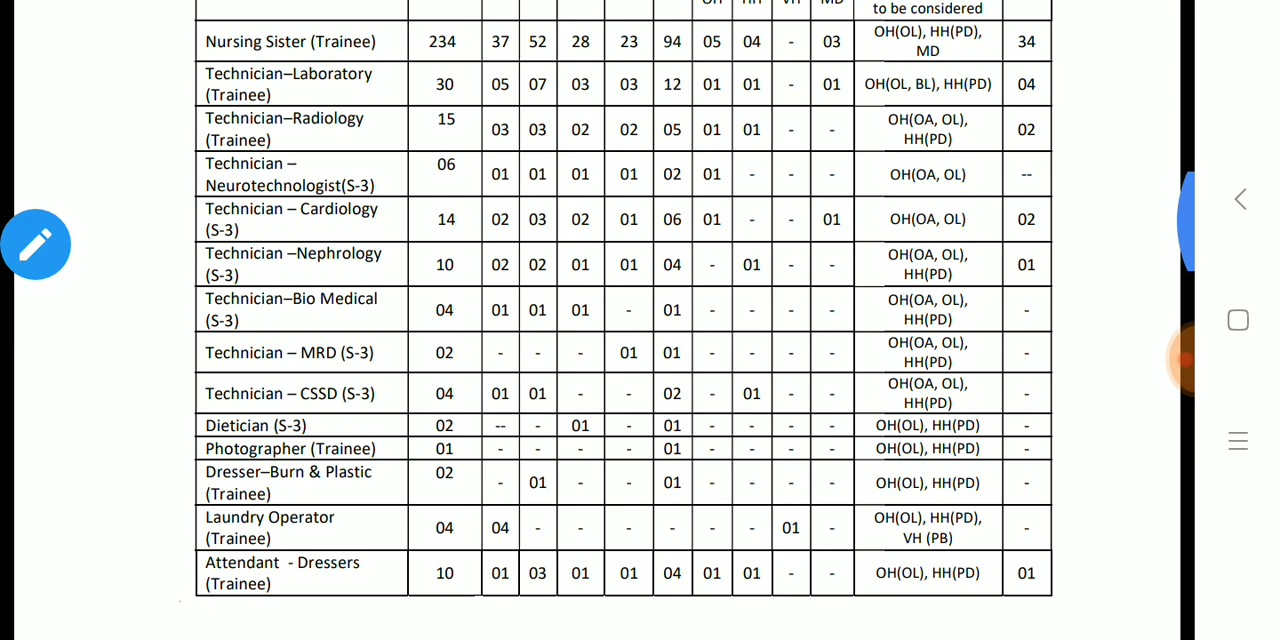 OH HH VH MD
to be considered
Nursing Sister (Trainee) 234 37 52 28 23 94 05 04 - 03 OH(OL), HH(PD), MD 34
Technician–Laboratory (Trainee) 30 05 07 03 03 12 01 01 - 01 OH(OL, BL), HH(PD) 04
Technician–Radiology (Trainee) 15 03 03 02 02 05 01 01 - - OH(OA, OL), HH(PD) 02
Technician – Neurotechnologist(S-3) 06 01 01 01 01 02 01 - - - OH(OA, OL) --
Technician – Cardiology (S-3) 14 02 03 02 01 06 01 - - 01 OH(OA, OL) 02
Technician –Nephrology (S-3) 10 02 02 01 01 04 - 01 - - OH(OA, OL), HH(PD) 01
Technician–Bio Medical (S-3) 04 01 01 01 - 01 - - - - OH(OA, OL), HH(PD) -
Technician – MRD (S-3) 02 - - - 01 01 - - - - OH(OA, OL), HH(PD) -
Technician – CSSD (S-3) 04 01 01 - - 02 - 01 - - OH(OA, OL), HH(PD) -
Dietician (S-3) 02 -- - 01 - 01 - - - - OH(OL), HH(PD) -
Photographer (Trainee) 01 - - - - 01 - - - - OH(OL), HH(PD) -
Dresser–Burn & Plastic (Trainee) 02 - 01 - - 01 - - - - OH(OL), HH(PD) -
Laundry Operator (Trainee) 04 04 - - - - - - 01 - OH(OL), HH(PD), VH (PB) -
Attendant - Dressers (Trainee) 10 01 03 01 01 04 01 01 - - OH(OL), HH(PD) 01